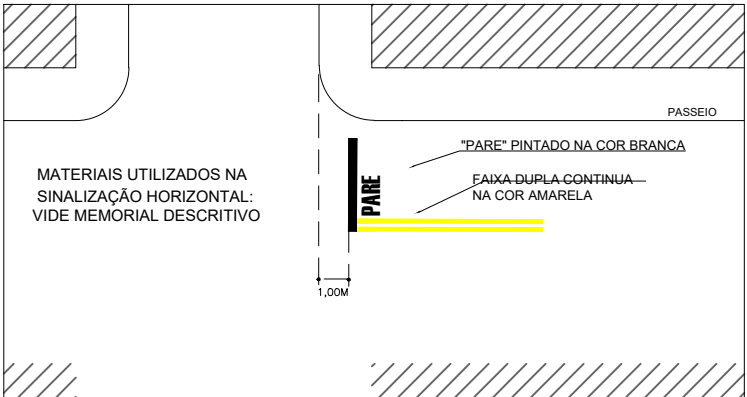 PASSEIO
"PARE" PINTADO NA COR BRANCA
MATERIAIS UTILIZADOS NA
SINALIZAÇÃO HORIZONTAL:
VIDE MEMORIAL DESCRITIVO
PARE
FAIXA DUPLA CONTINUA
NA COR AMARELA
1,00M